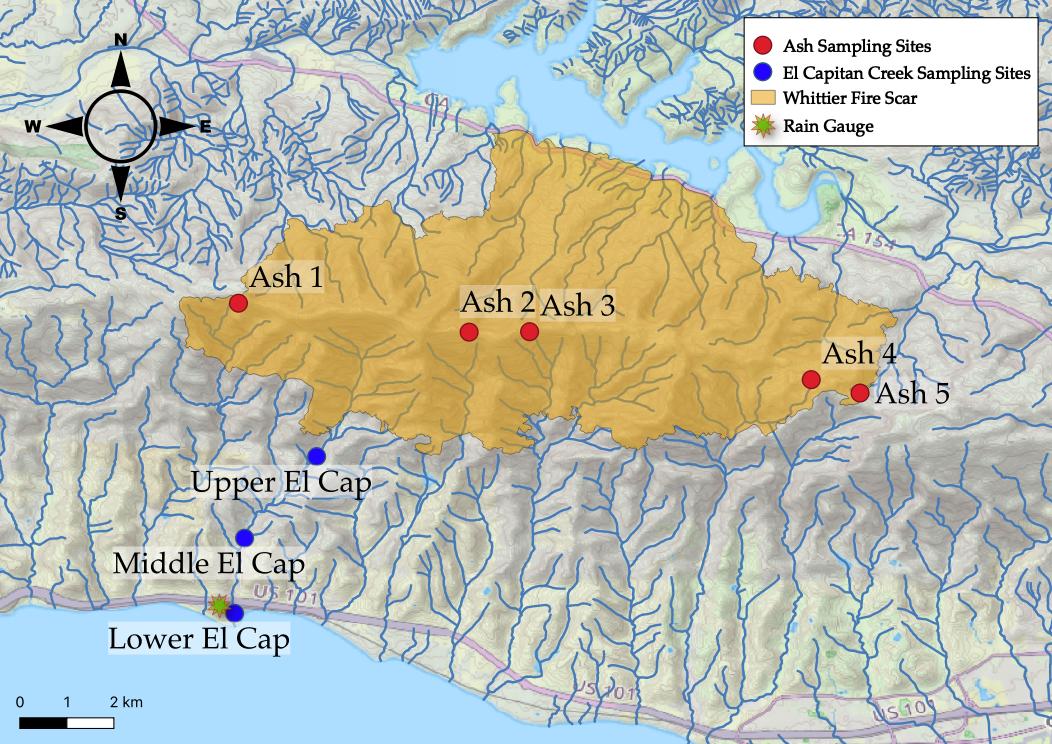 N
W
E
S
Ash Sampling Sites
El Capitan Creek Sampling Sites
Whittier Fire Scar
Rain Gauge
CA
A 154
Ash 1
Ash 2
Ash 3
Ash 4
Ash 5
Upper El Cap
Middle El Cap
US 101
Lower El Cap
US 101
US 101
0 1 2 km